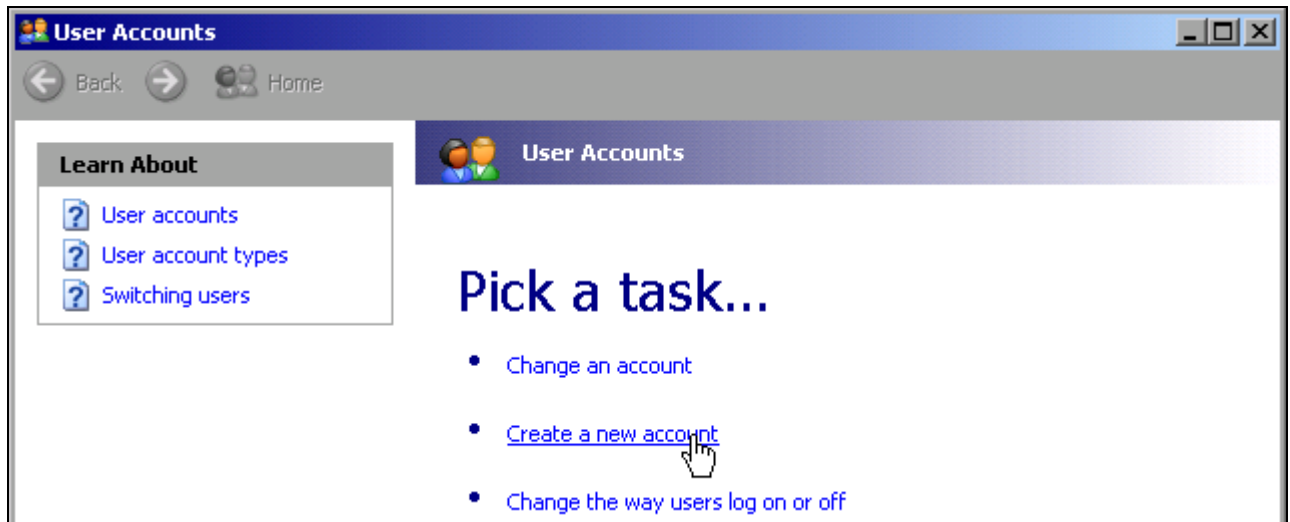 User Accounts
Back Home
Learn About
User accounts
User account types
Switching users
User Accounts
Pick a task...
Change an account
Create a new account
Change the way users log on or off